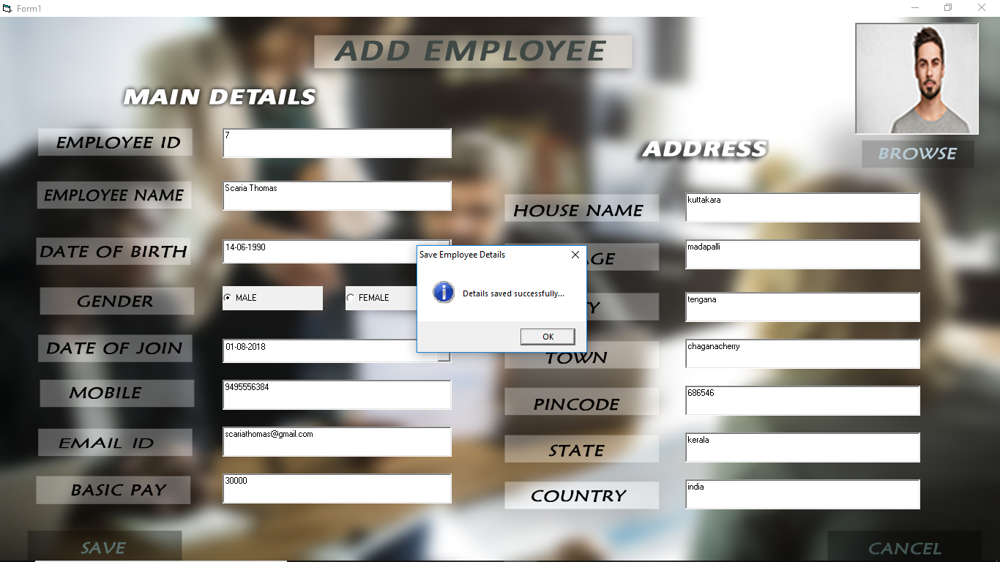 Form1
ADD EMPLOYEE
MAIN DETAILS
EMPLOYEE ID
7
EMPLOYEE NAME
Scaria Thomas
DATE OF BIRTH
14-06-1990
GENDER
MALE
FEMALE
DATE OF JOIN
01-08-2018
MOBILE
9495556384
EMAIL ID
scariathomas@gmail.com
BASIC PAY
30000
SAVE
BROWSE
ADDRESS
HOUSE NAME
kuttakara
AGE
madapalli
Y
tengana
TOWN
chaganacherry
PINCODE
686546
STATE
kerala
COUNTRY
india
CANCEL
Save Employee Details
Details saved successfully...
OK